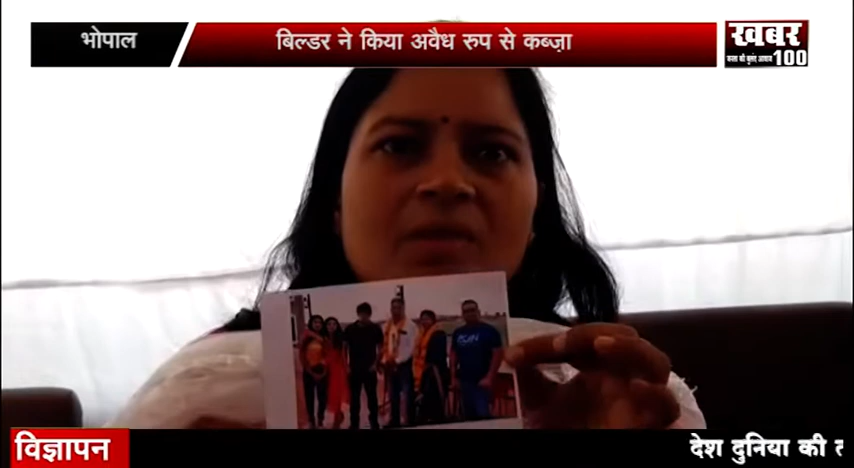 भोपाल
बिल्डर ने किया अवैध रुप से कब्ज़ा
खबर
100
विज्ञापन
देश दुनिया की